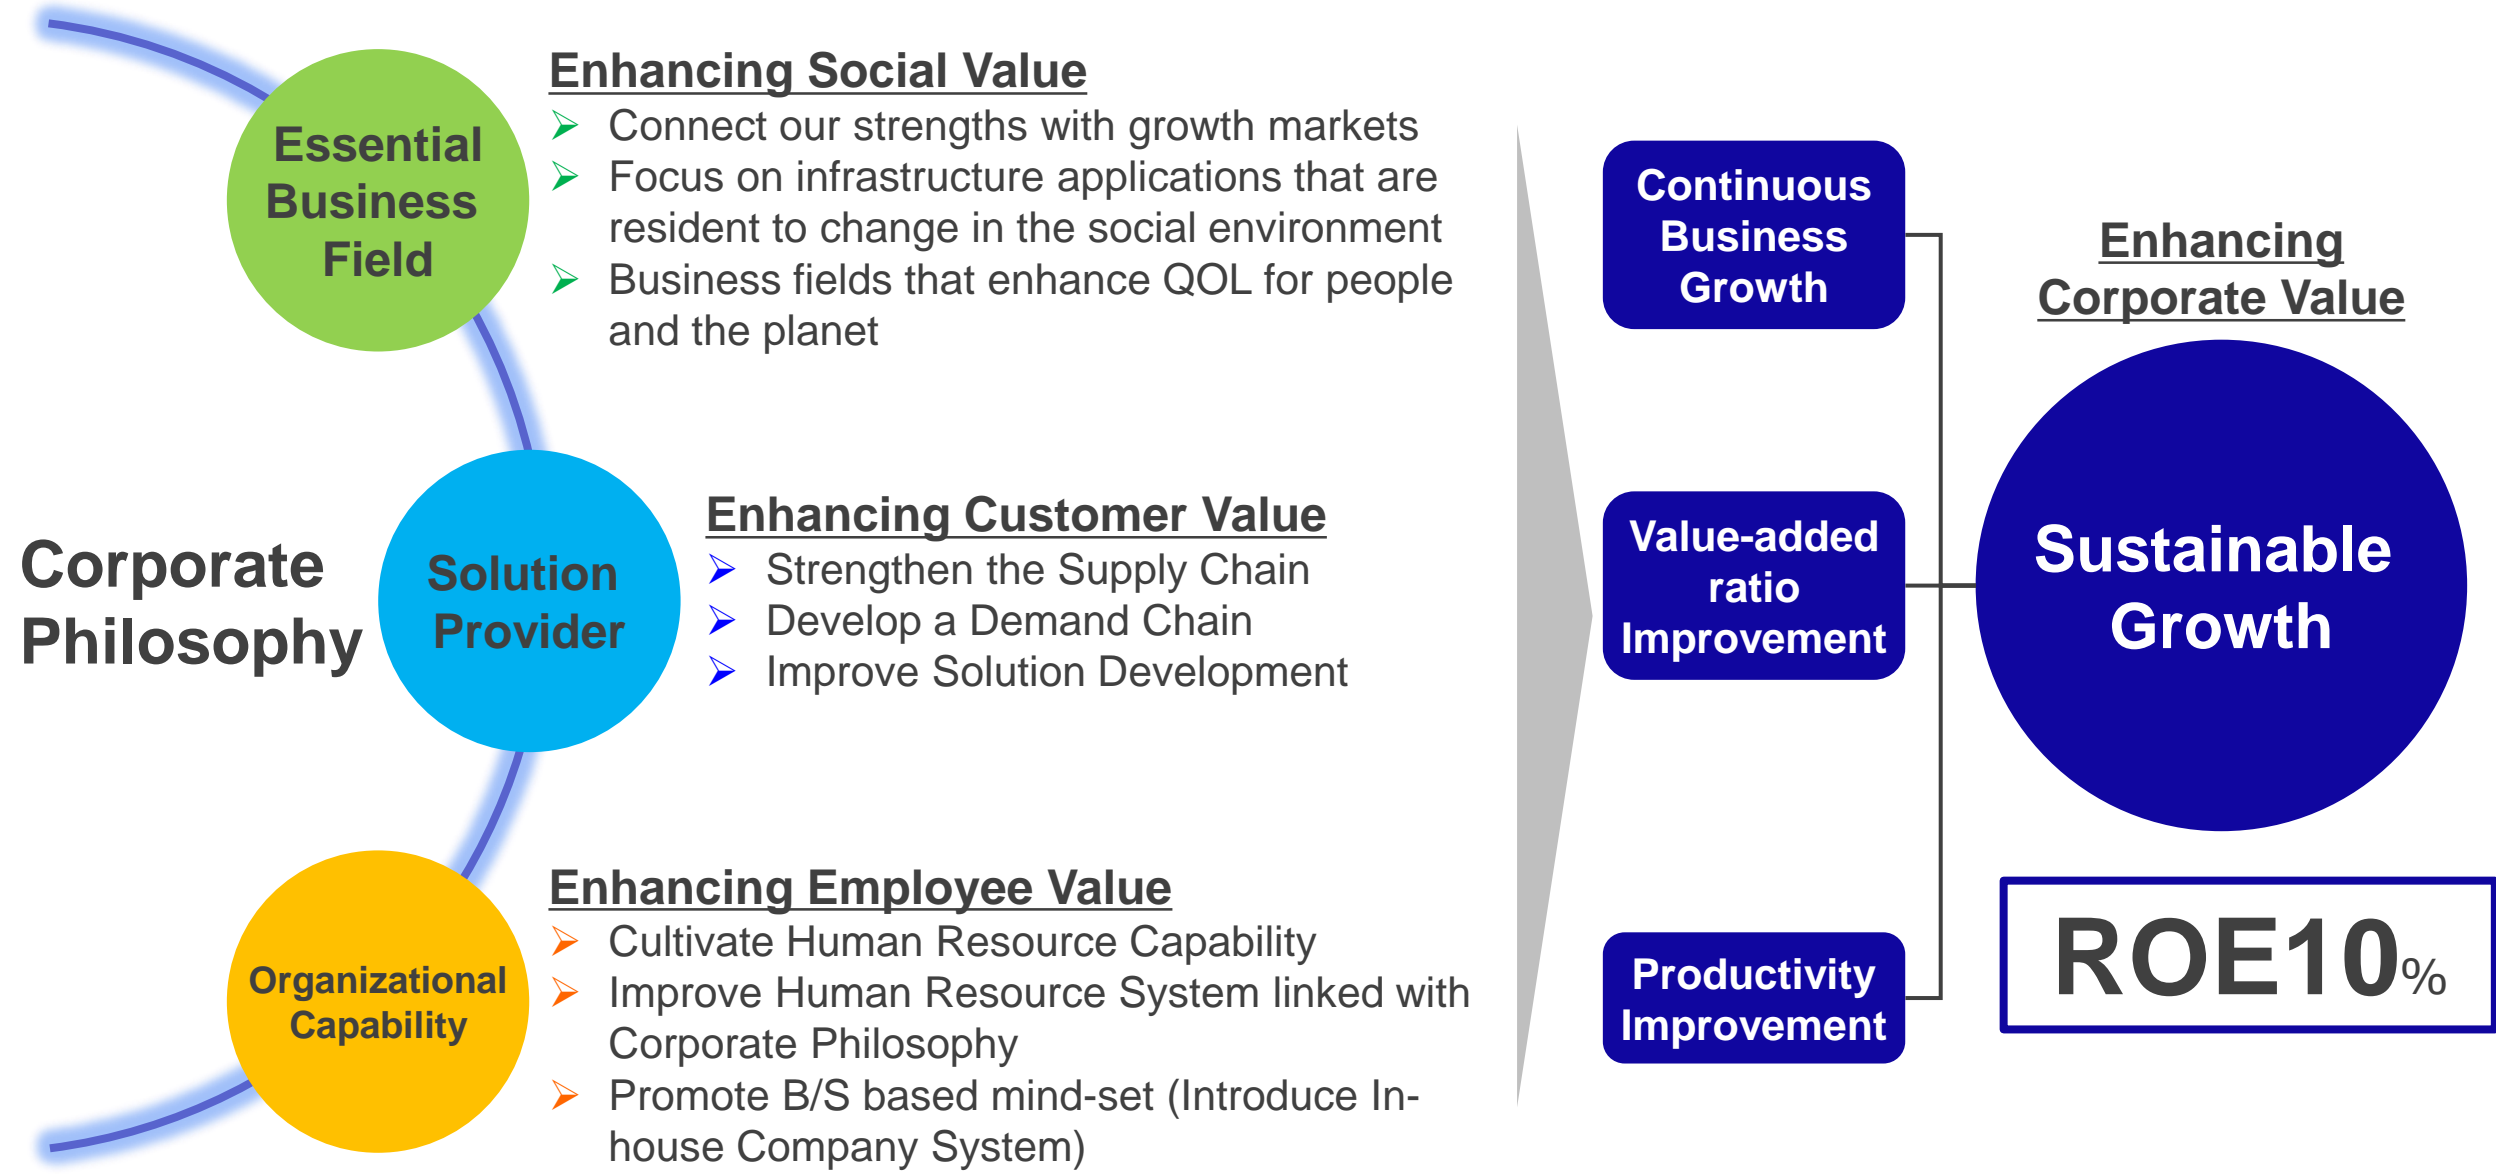 Corporate
Philosophy
Essential
Business
Field
Enhancing Social Value
Connect our strengths with growth markets
Focus on infrastructure applications that are
resident to change in the social environment
Business fields that enhance QOL for people
and the planet
Solution
Provider
Enhancing Customer Value
Strengthen the Supply Chain
Develop a Demand Chain
Improve Solution Development
Organizational
Capability
Enhancing Employee Value
Cultivate Human Resource Capability
Improve Human Resource System linked with
Corporate Philosophy
Promote B/S based mind-set (Introduce In-
house Company System)
Continuous
Business
Growth
Value-added
ratio
Improvement
Productivity
Improvement
Enhancing
Corporate Value
Sustainable
Growth
ROE10%